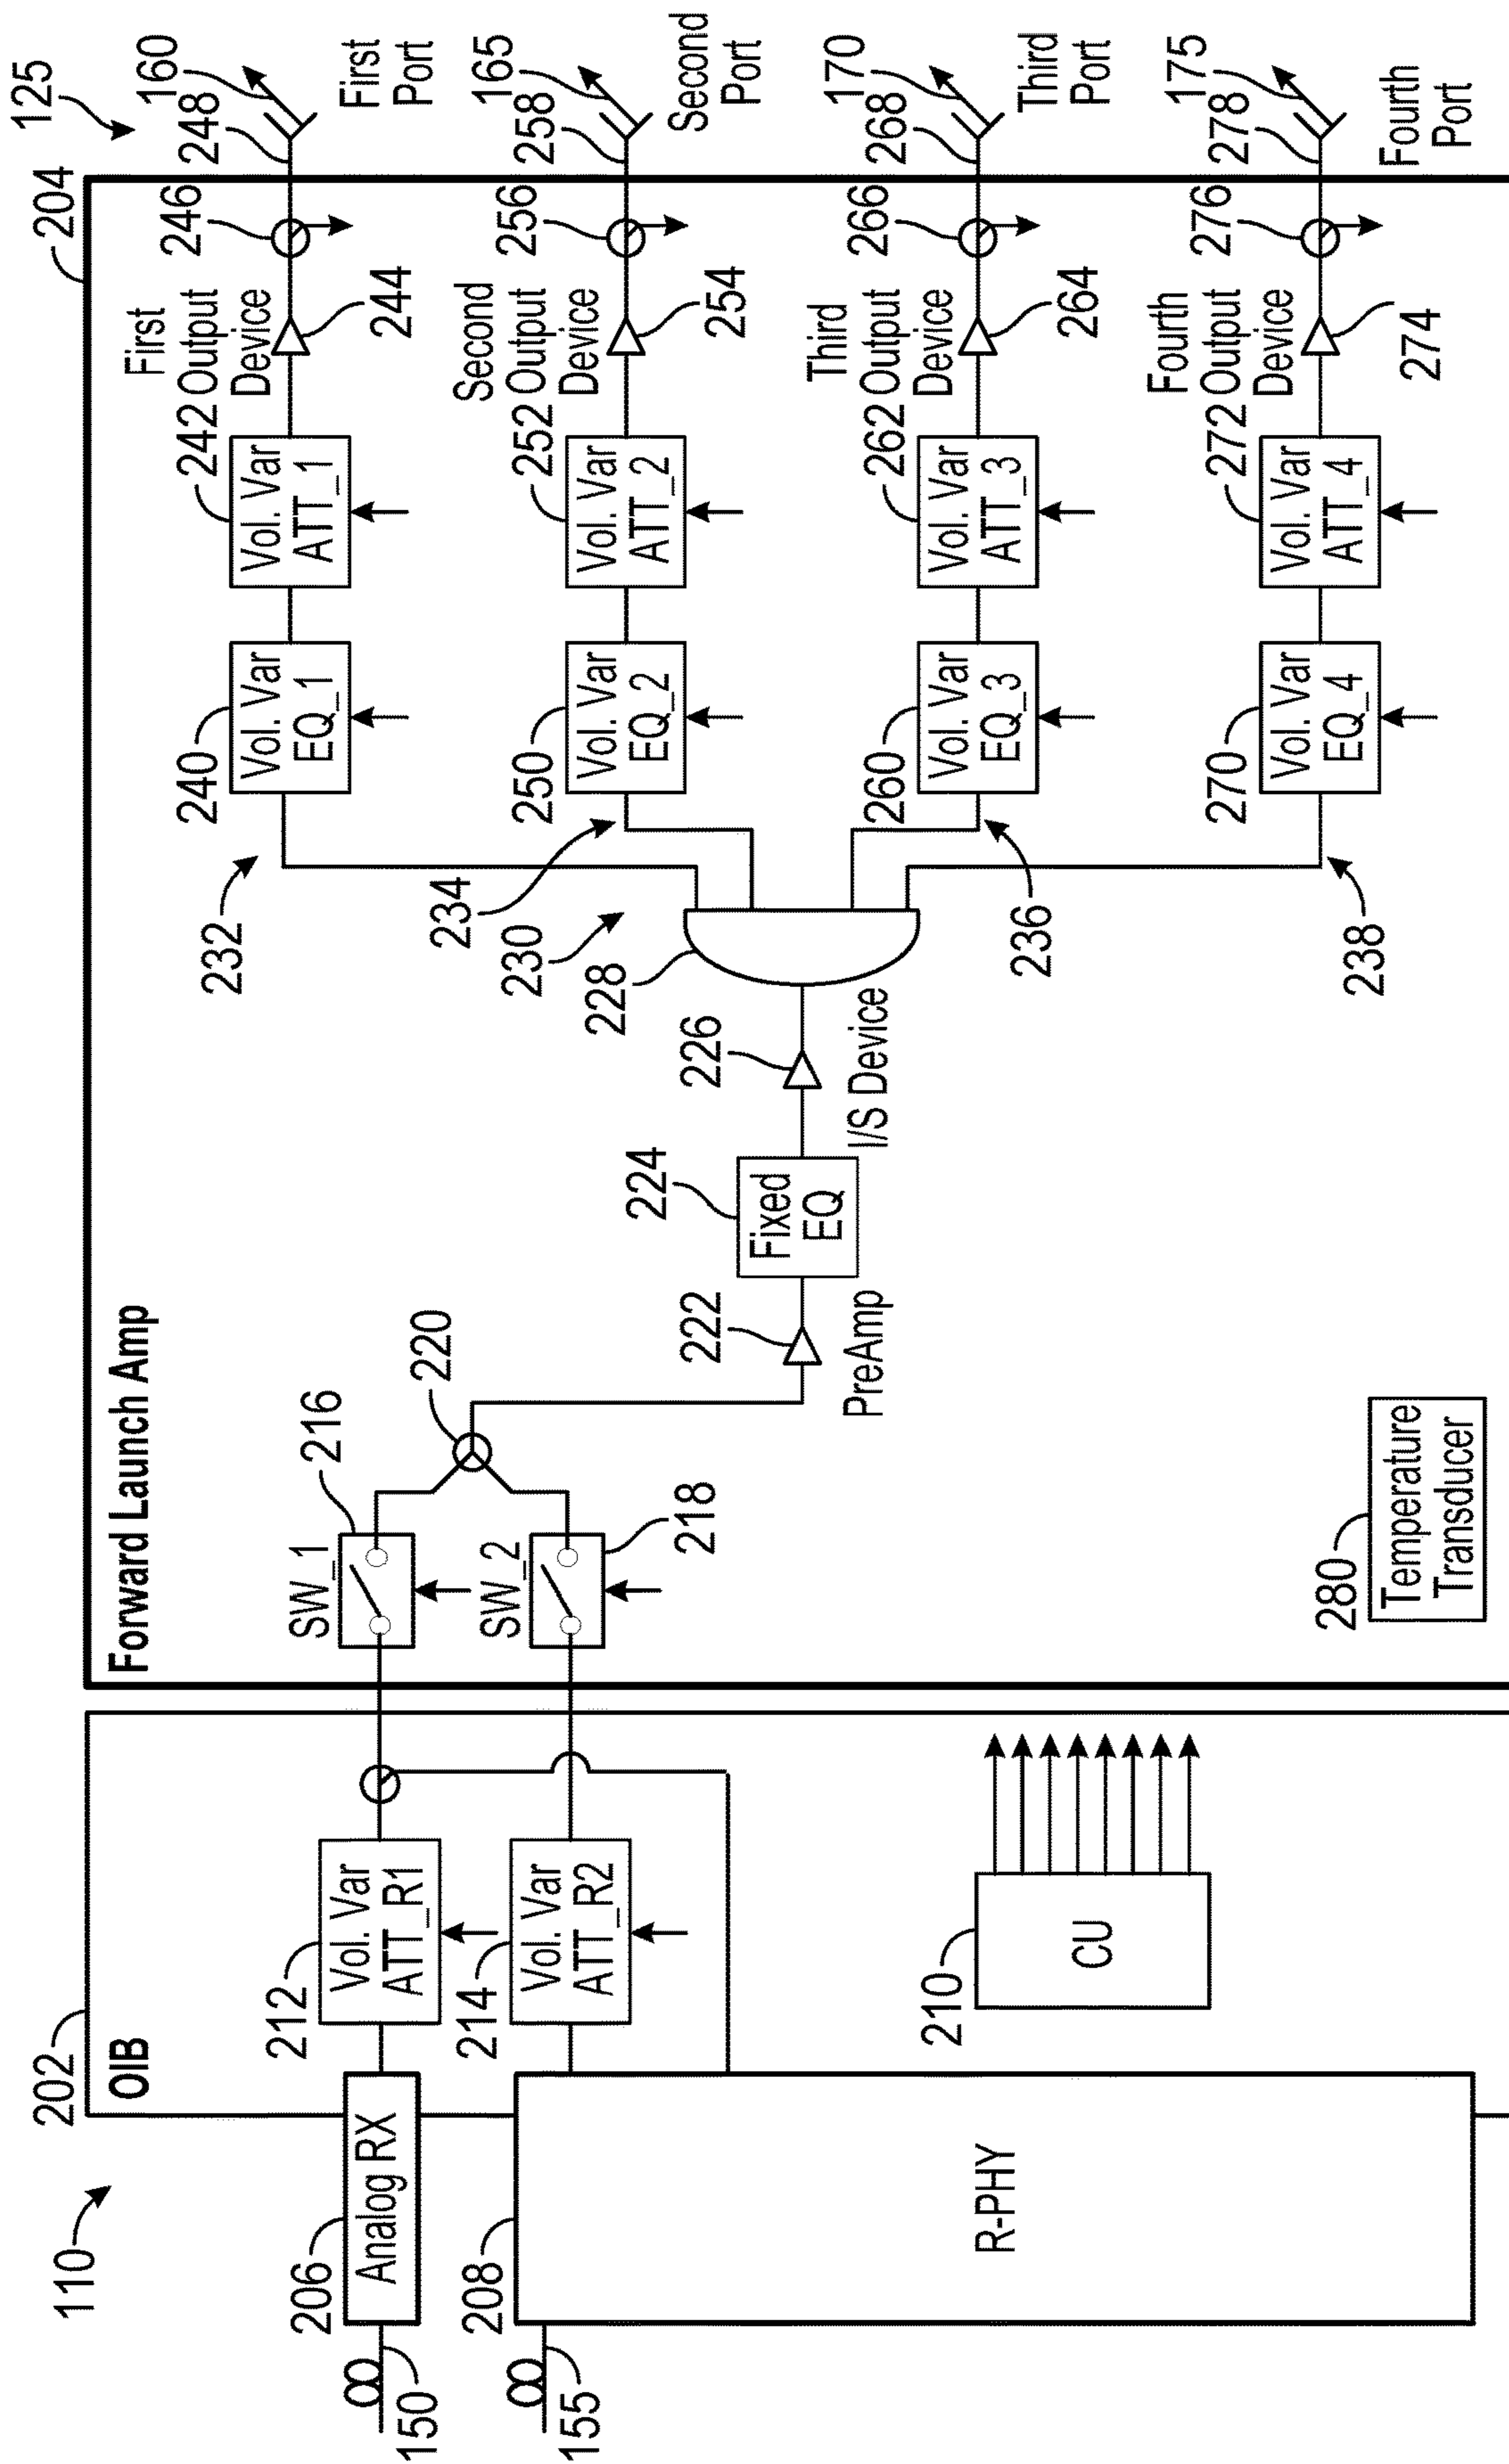 110
202
OIB
150
206
Analog RX
155
208
R-PHY
212
Vol. Var
ATT_R1
214
Vol. Var
ATT_R2
210
CU
125
204
Forward Launch Amp
SW_1
216
SW_2
218
220
222
PreAmp
224
Fixed
EQ
226
I/S Device
228
230
232
234
236
238
240
Vol. Var
EQ_1
242
Vol. Var
ATT_1
First
Output
Device
244
246
248
160
First
Port
250
Vol. Var
EQ_2
252
Vol. Var
ATT_2
Second
Output
Device
254
256
258
165
Second
Port
260
Vol. Var
EQ_3
262
Vol. Var
ATT_3
Third
Output
Device
264
266
268
170
Third
Port
270
Vol. Var
EQ_4
272
Vol. Var
ATT_4
Fourth
Output
Device
274
276
278
175
Fourth
Port
280
Temperature
Transducer